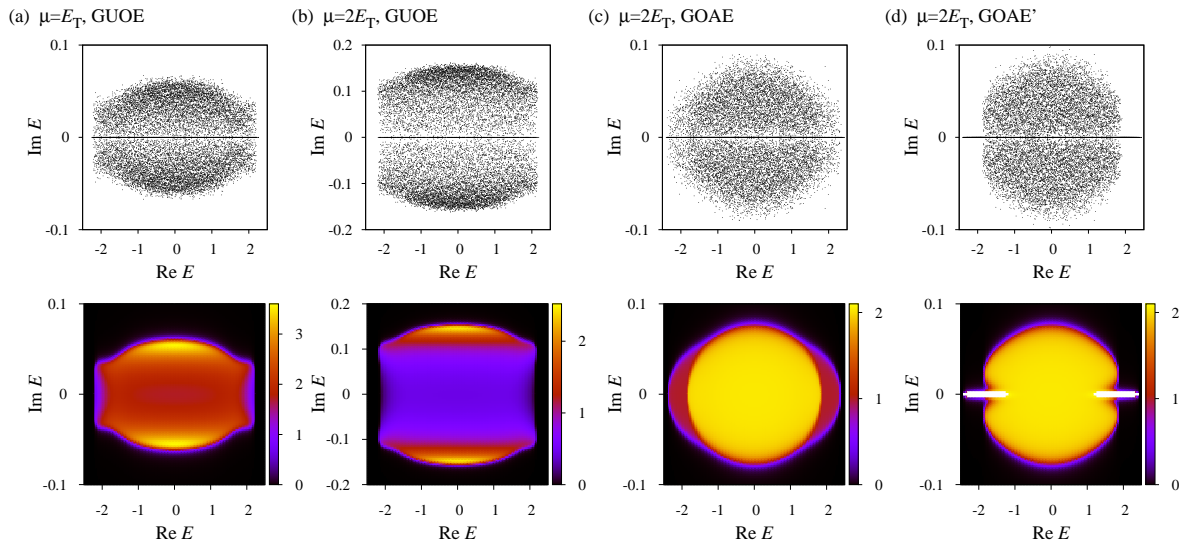 (a) μ=E_T, GUOE (b) μ=2E_T, GUOE (c) μ=2E_T, GOAE (d) μ=2E_T, GOAE’
0.1 0.2 0.1 0.1
Im E 0 0.1 0 -0.1 -0.2 Im E 0 Im E 0 Im E 0
-0.1 -0.1 -0.1
-2 -1 0 1 2 -2 -1 0 1 2 -2 -1 0 1 2 -2 -1 0 1 2
Re E Re E Re E Re E
0.1 0.2 0.1 0.1
Im E 0 3 2 1 0 Im E 0.1 0 -0.1 2 1 0 Im E 0 2 1 0 Im E 0 2 1 0
-0.1 -0.2 -0.1 -0.1
-2 -1 0 1 2 -2 -1 0 1 2 -2 -1 0 1 2 -2 -1 0 1 2
Re E Re E Re E Re E